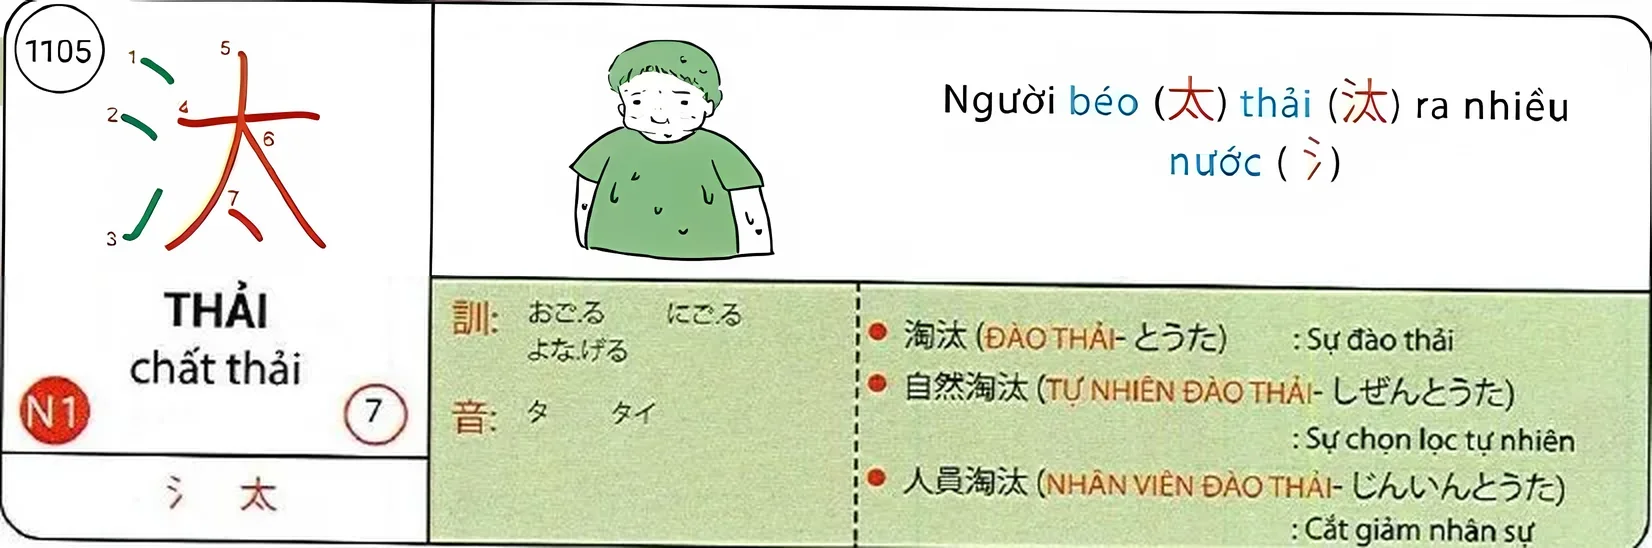 1105
1
2
3
4
5
6
7
汰
THẢI
chất thải
N1
7
氵 太
Người béo (太) thải (汰) ra nhiều
nước (氵)
訓: おご.る にご.る
よな.げる
音: タ タイ
● 淘汰 (ĐÀO THẢI- とうた) : Sự đào thải
● 自然淘汰 (TỰ NHIÊN ĐÀO THẢI- しぜんとうた)
: Sự chọn lọc tự nhiên
● 人員淘汰 (NHÂN VIÊN ĐÀO THẢI- じんいんとうた)
: Cắt giảm nhân sự